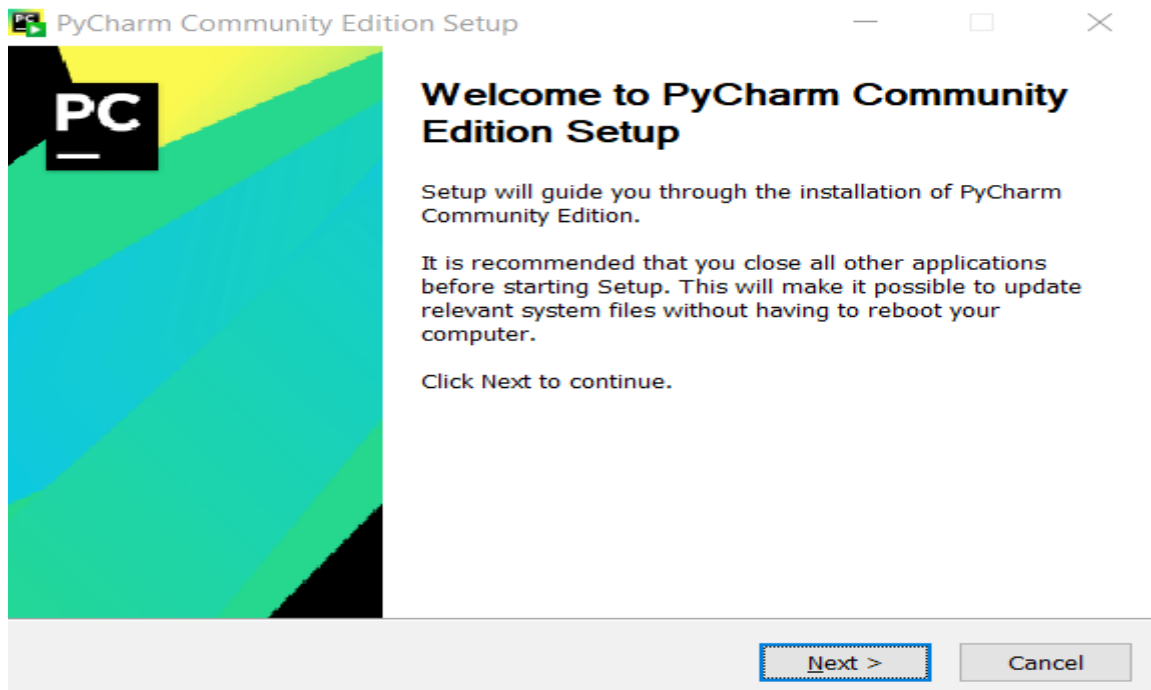 PyCharm Community Edition Setup
PC
Welcome to PyCharm Community
Edition Setup
Setup will guide you through the installation of PyCharm
Community Edition.
It is recommended that you close all other applications
before starting Setup. This will make it possible to update
relevant system files without having to reboot your
computer.
Click Next to continue.
Next >
Cancel